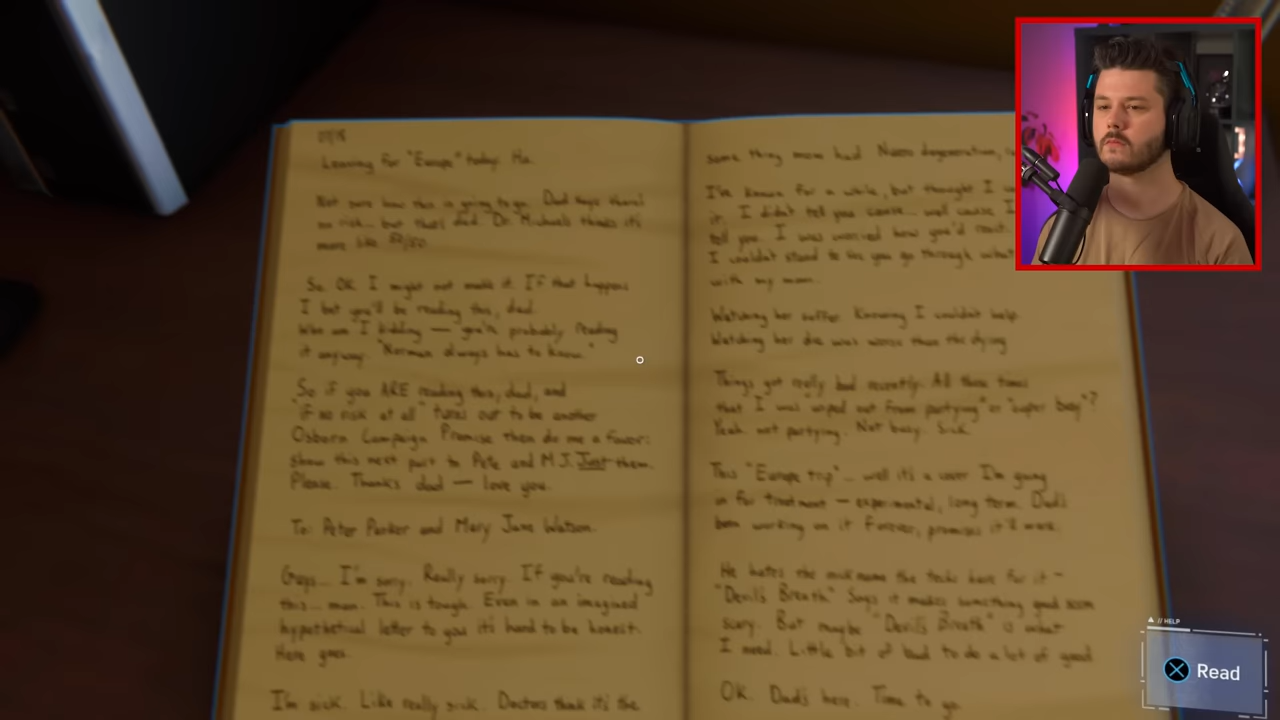 Leaving for "Europe" today. Ha.
Not sure how this is going to go. Dad says there's
no risk... but that's dad. Dr. Michaels thinks it's
more like 50/50.
So OK. I might not make it. If that happens
I bet you'll be reading this, dad.
Who am I kidding — you're probably reading
it anyway. "Norman always has to know."
So if you ARE reading this, dad, and
"if no risk at all" turns out to be another
Osborn Campaign Promise then do me a favor:
show this next part to Pete and MJ. Just them.
Please. Thanks dad — love you.
To: Peter Parker and Mary Jane Watson.
Guys... I'm sorry. Really sorry. If you're reading
this... man. This is tough. Even in an imagined
hypothetical letter to you it's hard to be honest.
Here goes.
I'm sick. Like really sick. Doctors think it's the
same thing mom had. Neuro degeneration,
I've known for a while, but thought I
it. I didn't tell you cause... well cause I
tell you. I was worried how you'd react.
I couldn't stand to see you go through what
with my mom.
Watching her suffer. Knowing I couldn't help.
Watching her die was worse than the dying
Things got really bad recently. All those times
that I was "wiped out from partying" or "super busy"?
Yeah. not partying. Not busy. Sick.
This "Europe trip"... well it's a cover. I'm going
in for treatment — experimental, long term. Dad's
been working on it forever, promises it'll work.
He hates the nickname the techs have for it -
"Devil's Breath" Says it makes something good seem
scary. But maybe "Devil's Breath" is what
I need. Little bit of bad to do a lot of good
OK. Dad's here. Time to go.
// HELP
Read